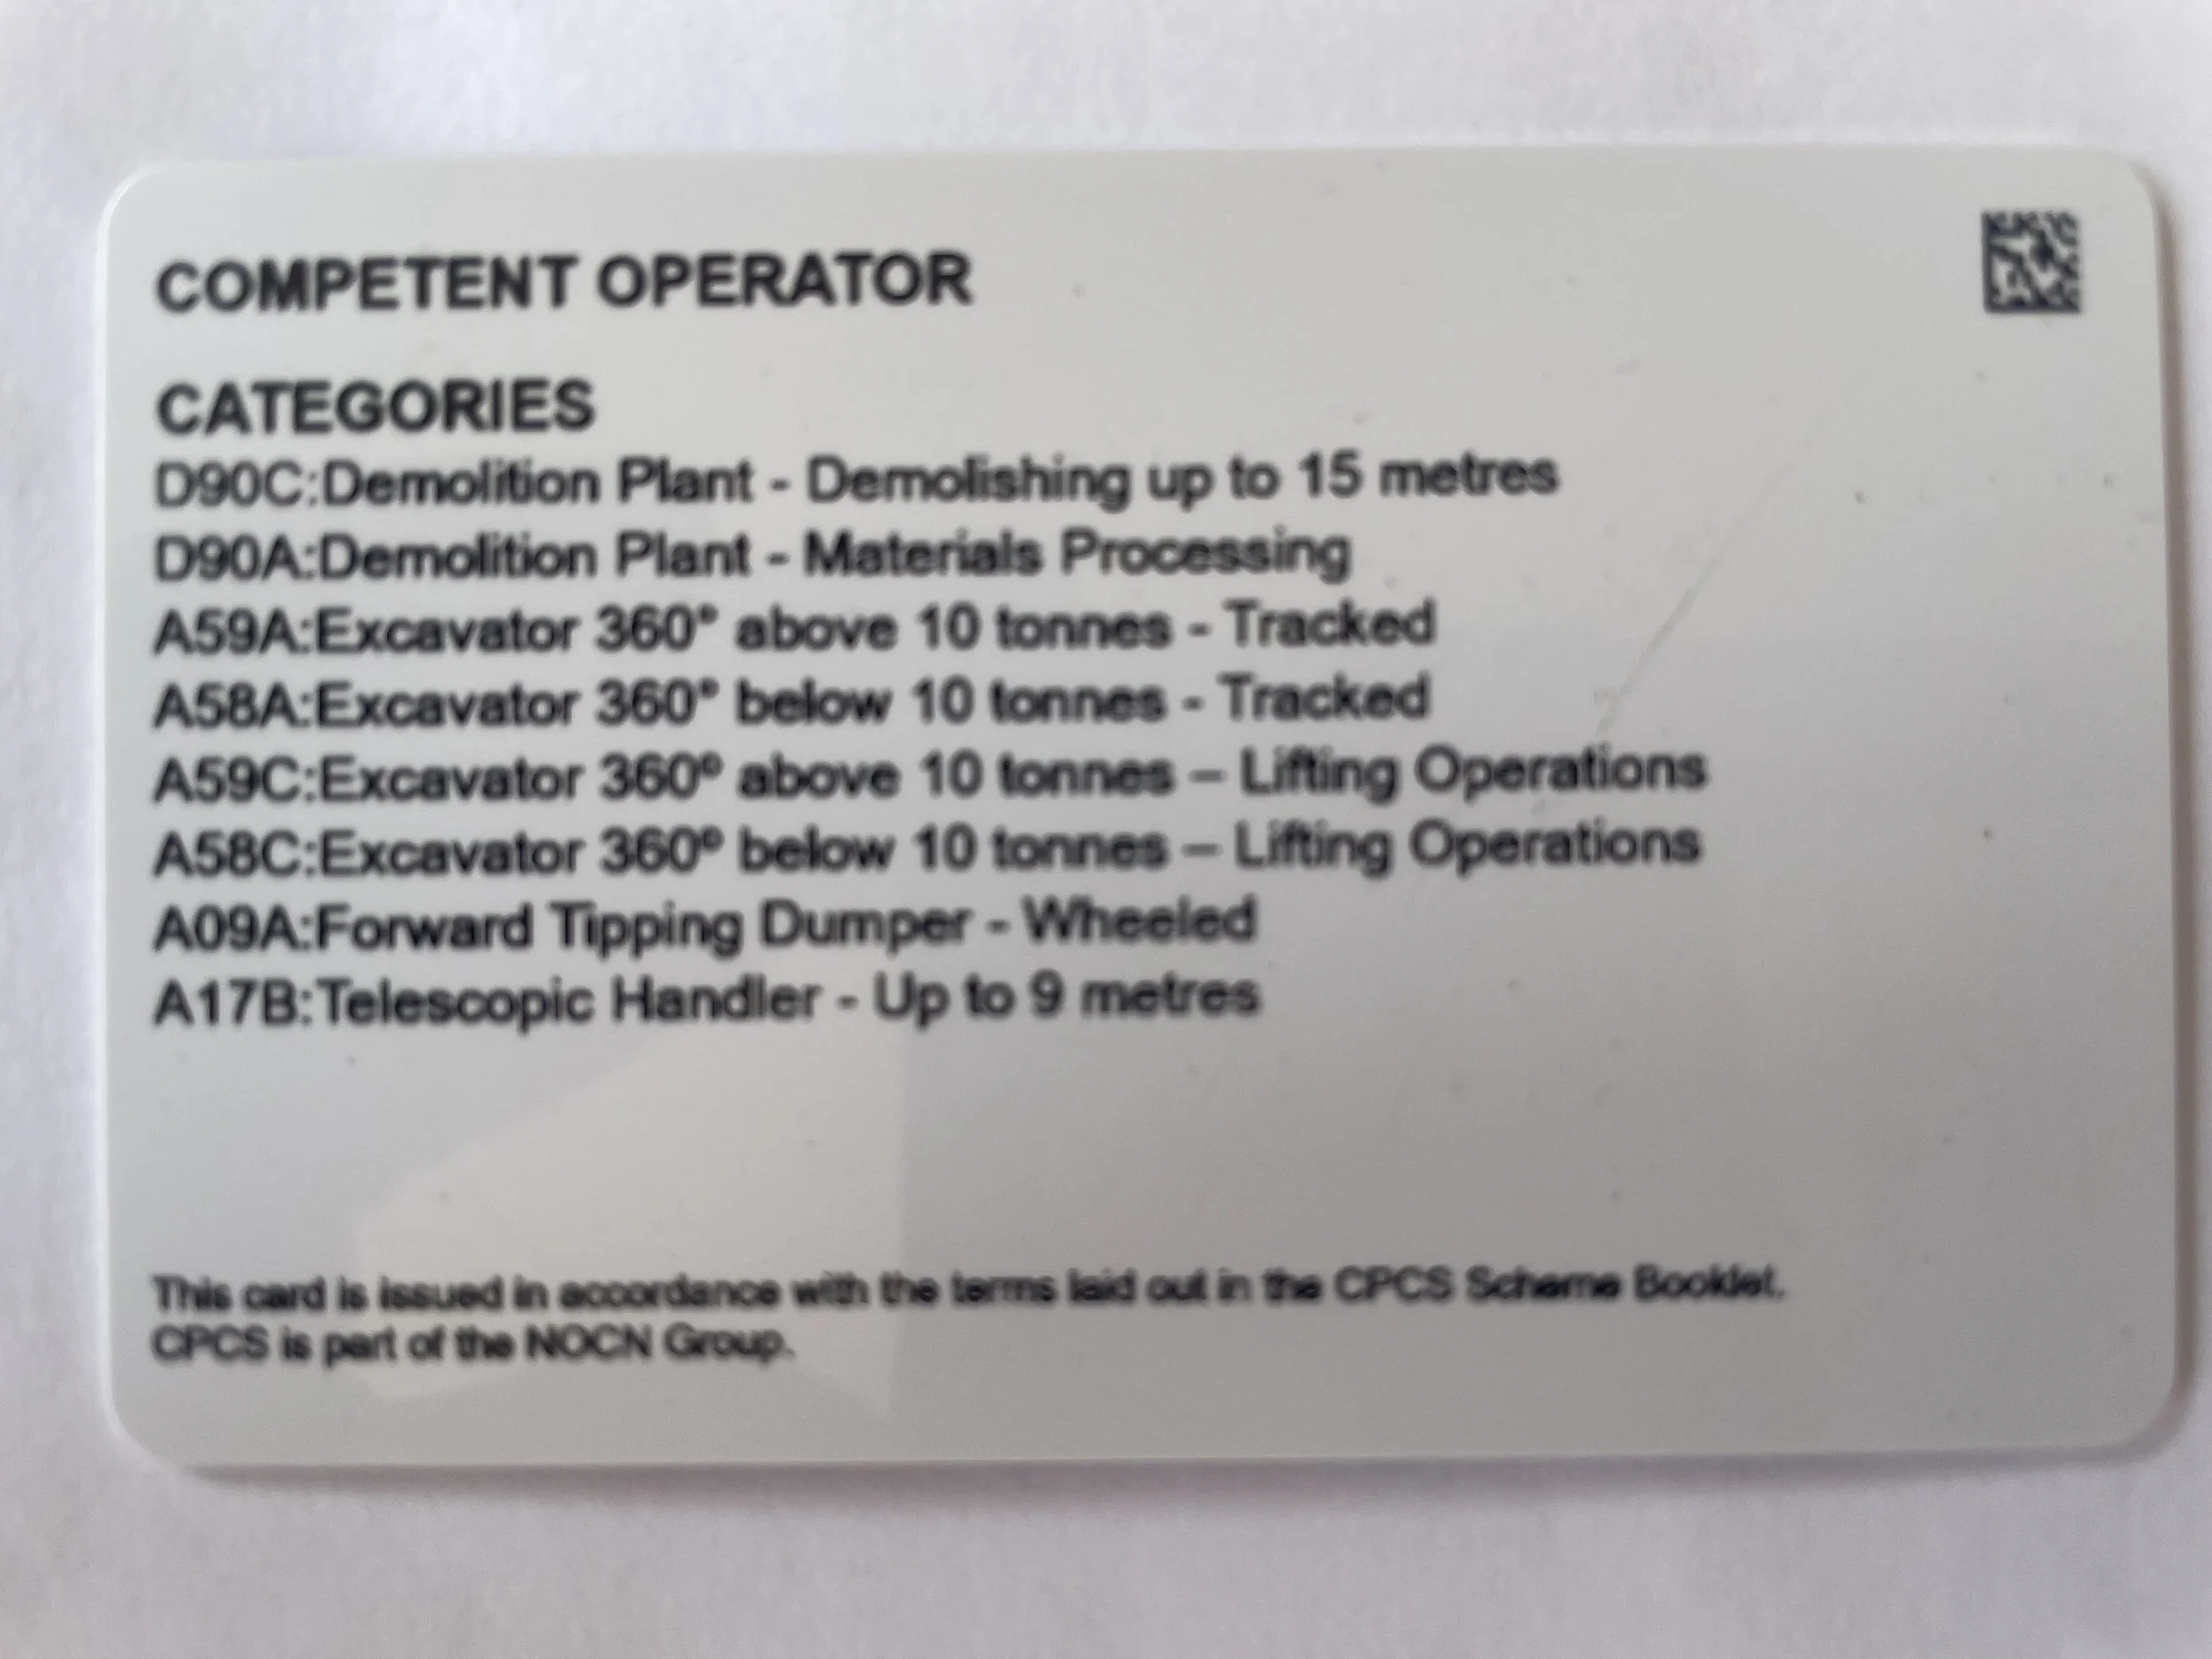 COMPETENT OPERATOR
CATEGORIES
D90C:Demolition Plant - Demolishing up to 15 metres
D90A:Demolition Plant - Materials Processing
A59A:Excavator 360° above 10 tonnes - Tracked
A58A:Excavator 360° below 10 tonnes - Tracked
A59C:Excavator 360º above 10 tonnes – Lifting Operations
A58C:Excavator 360º below 10 tonnes – Lifting Operations
A09A:Forward Tipping Dumper - Wheeled
A17B:Telescopic Handler - Up to 9 metres
This card is issued in accordance with the terms laid out in the CPCS Scheme Booklet.
CPCS is part of the NOCN Group.